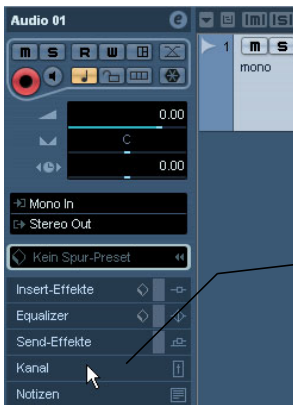 Audio 01 e
1 m S
mono
m S R W
0.00
C
0.00
Mono In
Stereo Out
Kein Spur-Preset
Insert-Effekte
Equalizer
Send-Effekte
Kanal
Notizen